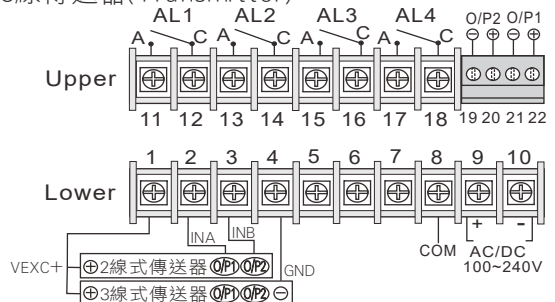 線傳送器(Transmitter)
AL1 AL2 AL3 AL4 O/P2 O/P1
A C A C A C A C ⊖ ⊕ ⊖ ⊕
Upper
11 12 13 14 15 16 17 18 19 20 21 22
1 2 3 4 5 6 7 8 9 10
Lower
+ -
INA INB COM AC/DC
100~240V
VEXC+ ⊕2線式傳送器 O/P1 O/P2 GND
⊕3線式傳送器 O/P1 O/P2 ⊖